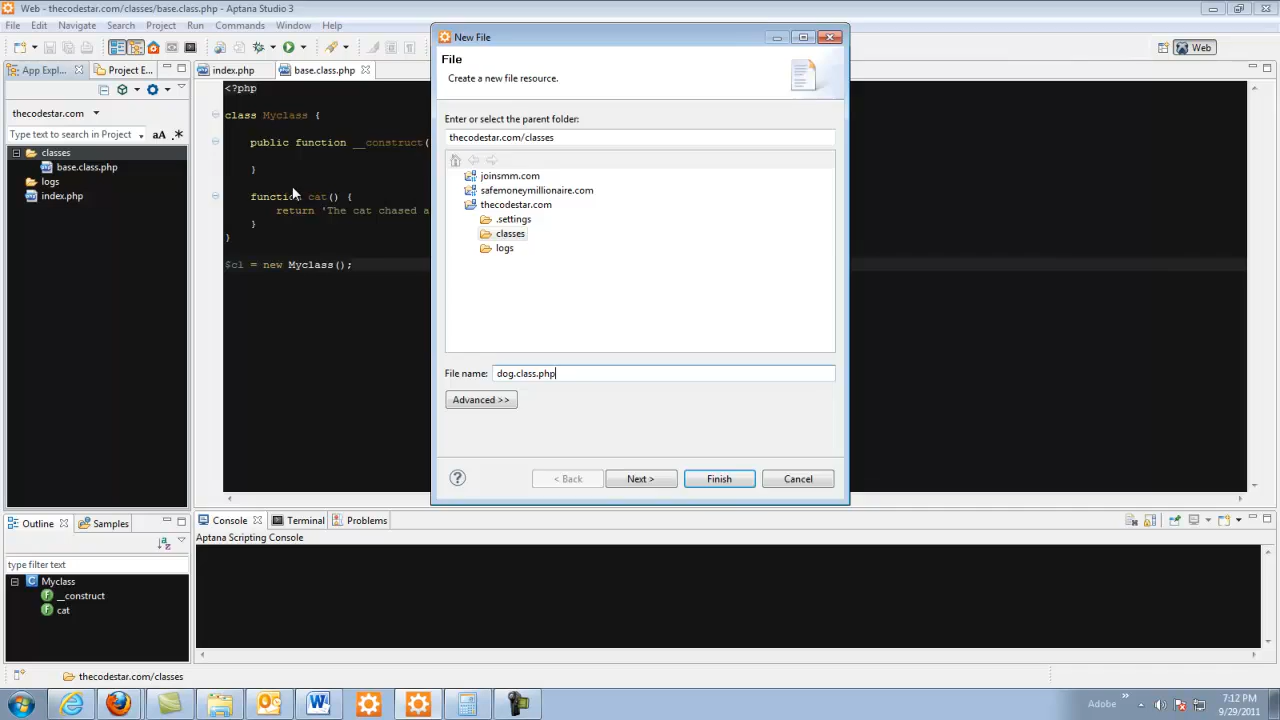 Web - thecodestar.com/classes/base.class.php - Aptana Studio 3
File Edit Navigate Search Project Run Commands Window Help
Web
App Expl...
Project E...
thecodestar.com
Type text to search in Project
aA
.*
classes
base.class.php
logs
index.php
index.php
base.class.php
<?php
class Myclass {
public function __construct(
}
function cat() {
return 'The cat chased a
}
}
$cl = new Myclass();
New File
File
Create a new file resource.
Enter or select the parent folder:
thecodestar.com/classes
joinsmm.com
safemoneymillionaire.com
thecodestar.com
.settings
classes
logs
File name: dog.class.php
Advanced >>
?
< Back
Next >
Finish
Cancel
Outline
Samples
type filter text
Myclass
__construct
cat
Console
Terminal
Problems
Aptana Scripting Console
thecodestar.com/classes
Adobe
»
7:12 PM
9/29/2011